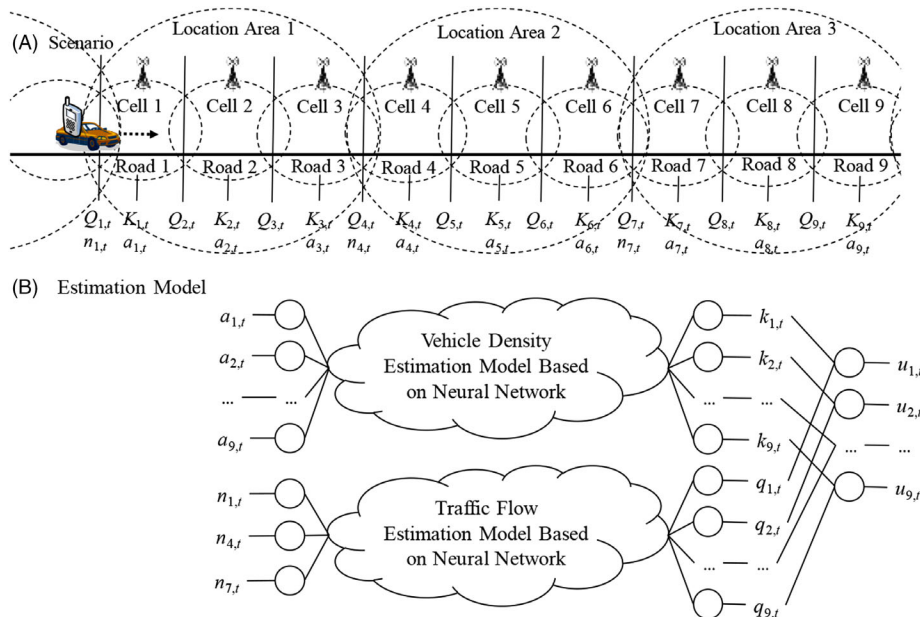 (A) Scenario
Location Area 1 Location Area 2 Location Area 3
Cell 1 Cell 2 Cell 3 Cell 4 Cell 5 Cell 6 Cell 7 Cell 8 Cell 9
Road 1 Road 2 Road 3 Road 4 Road 5 Road 6 Road 7 Road 8 Road 9
Q1,t K1,t Q2,t K2,t Q3,t K3,t Q4,t K4,t Q5,t K5,t Q6,t K6,t Q7,t K7,t Q8,t K8,t Q9,t K9,t
n1,t a1,t a2,t a3,t n4,t a4,t a5,t a6,t n7,t a7,t a8,t a9,t
(B) Estimation Model
a1,t
a2,t
... ...
a9,t
n1,t
n4,t
n7,t
Vehicle Density
Estimation Model Based
on Neural Network
Traffic Flow
Estimation Model Based
on Neural Network
k1,t
k2,t
... ...
k9,t
q1,t
q2,t
... ...
q9,t
u1,t
u2,t
... ...
u9,t